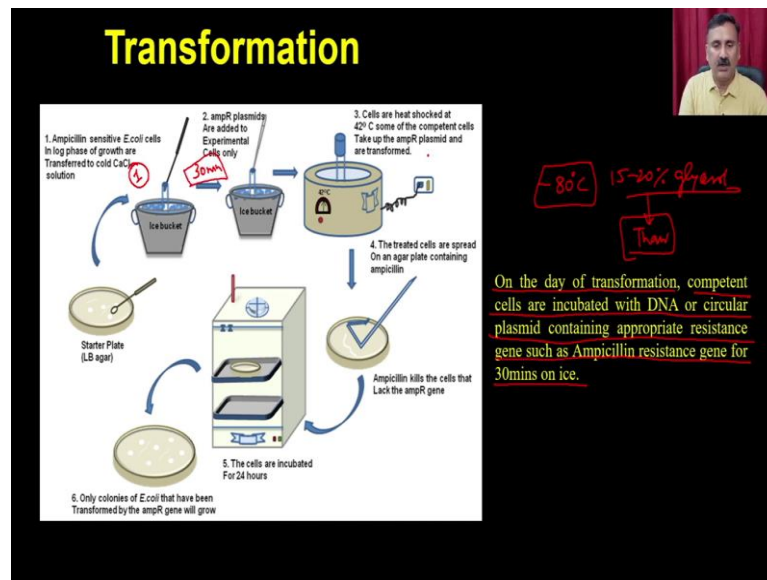 Transformation
1. Ampicillin sensitive E.coli cells
In log phase of growth are
Transferred to cold CaCl
solution
1
30min
2. ampR plasmids
Are added to
Experimental
Cells only
3. Cells are heat shocked at
42⁰ C some of the competent cells
Take up the ampR plasmid and
are transformed.
Ice bucket
Ice bucket
42⁰C
Starter Plate
(LB agar)
4. The treated cells are spread
On an agar plate containing
ampicillin
Ampicillin kills the cells that
Lack the ampR gene
5. The cells are incubated
For 24 hours
6. Only colonies of E.coli that have been
Transformed by the ampR gene will grow
-80°C 15-20% glycerol
Thaw
On the day of transformation, competent
cells are incubated with DNA or circular
plasmid containing appropriate resistance
gene such as Ampicillin resistance gene for
30mins on ice.